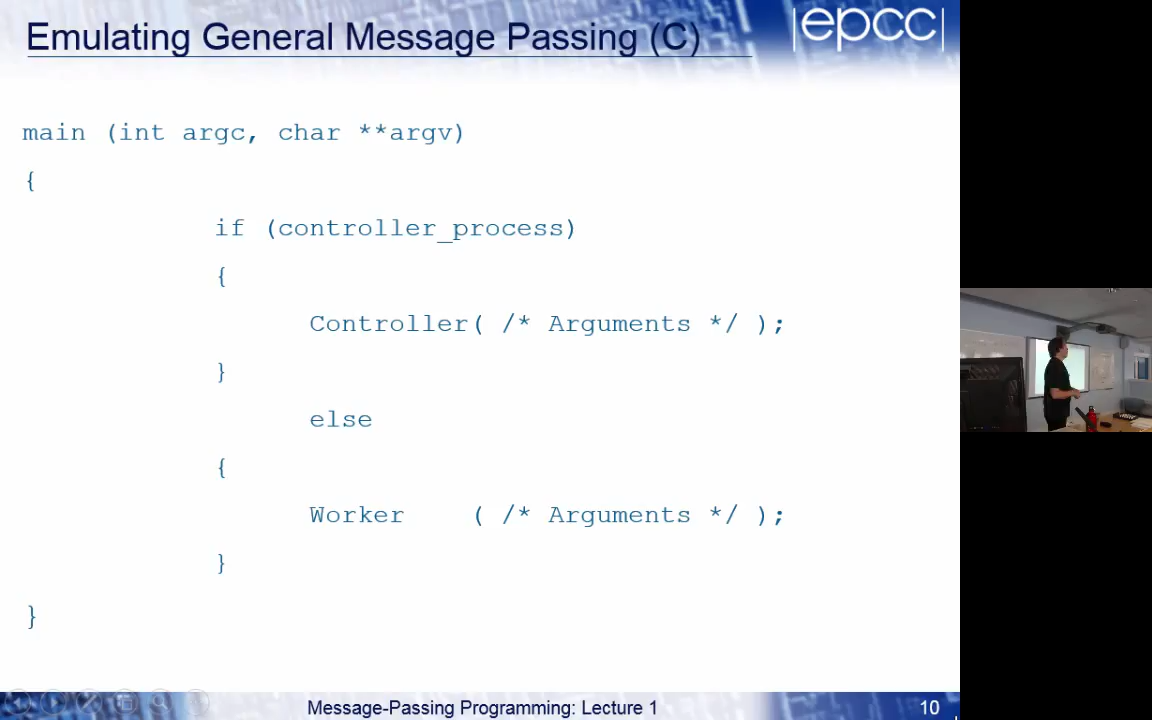 Emulating General Message Passing (C)
|epcc|
main (int argc, char **argv)
{
if (controller_process)
{
Controller( /* Arguments */ );
}
else
{
Worker ( /* Arguments */ );
}
}
Message-Passing Programming: Lecture 1
10